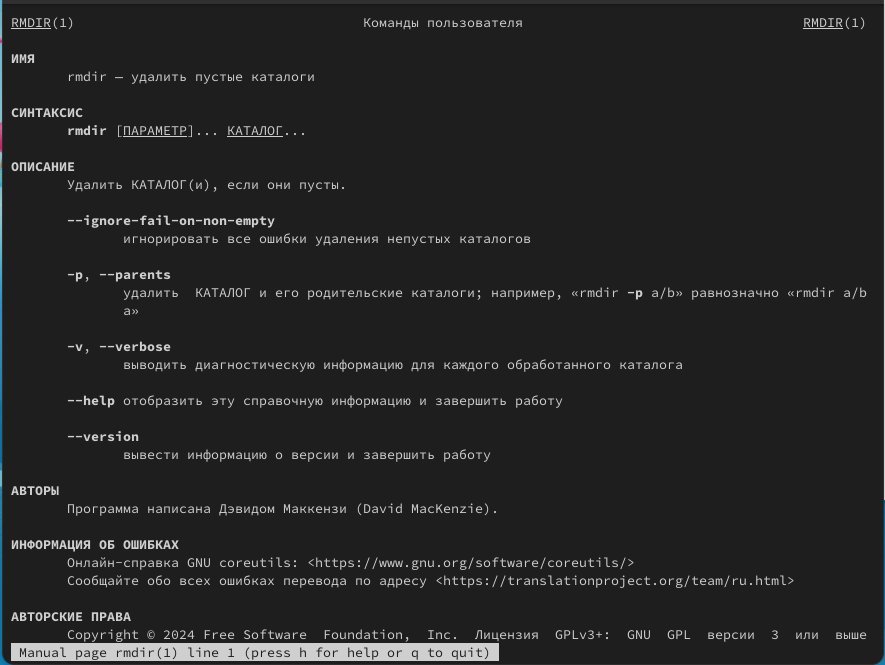 RMDIR(1) Команды пользователя RMDIR(1)
ИМЯ
rmdir — удалить пустые каталоги
СИНТАКСИС
rmdir [ПАРАМЕТР]... КАТАЛОГ...
ОПИСАНИЕ
Удалить КАТАЛОГ(и), если они пусты.
--ignore-fail-on-non-empty
игнорировать все ошибки удаления непустых каталогов
-p, --parents
удалить КАТАЛОГ и его родительские каталоги; например, «rmdir -p a/b» равнозначно «rmdir a/b
a»
-v, --verbose
выводить диагностическую информацию для каждого обработанного каталога
--help отобразить эту справочную информацию и завершить работу
--version
вывести информацию о версии и завершить работу
АВТОРЫ
Программа написана Дэвидом Маккензи (David MacKenzie).
ИНФОРМАЦИЯ ОБ ОШИБКАХ
Онлайн-справка GNU coreutils: <https://www.gnu.org/software/coreutils/>
Сообщайте обо всех ошибках перевода по адресу <https://translationproject.org/team/ru.html>
АВТОРСКИЕ ПРАВА
Copyright © 2024 Free Software Foundation, Inc. Лицензия GPLv3+: GNU GPL версии 3 или выше
Manual page rmdir(1) line 1 (press h for help or q to quit)